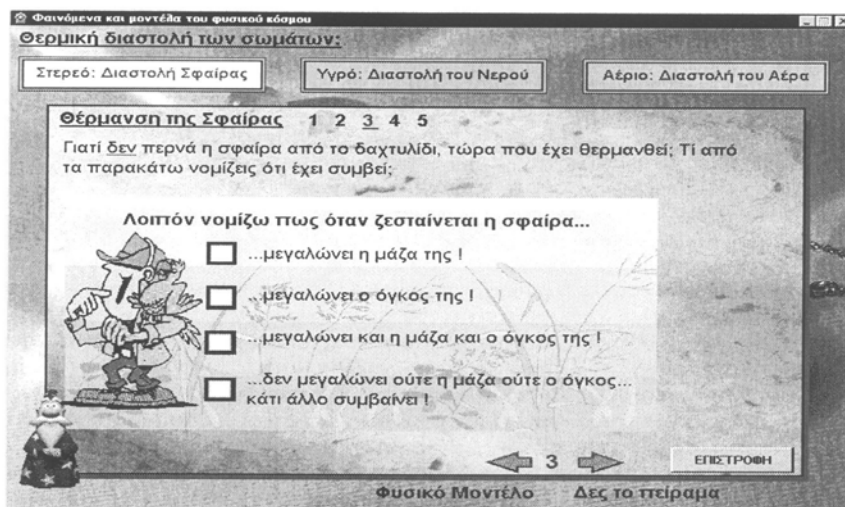 Φαινόμενα και μοντέλα του φυσικού κόσμου
Θερμική διαστολή των σωμάτων:
Στερεό: Διαστολή Σφαίρας Υγρό: Διαστολή του Νερού Αέριο: Διαστολή του Αέρα
Θέρμανση της Σφαίρας 1 2 3 4 5
Γιατί δεν περνά η σφαίρα από το δαχτυλίδι, τώρα που έχει θερμανθεί; Τί από
τα παρακάτω νομίζεις ότι έχει συμβεί;
Λοιπόν νομίζω πως όταν ζεσταίνεται η σφαίρα...
...μεγαλώνει η μάζα της !
...μεγαλώνει ο όγκος της !
...μεγαλώνει και η μάζα και ο όγκος της !
...δεν μεγαλώνει ούτε η μάζα ούτε ο όγκος...
κάτι άλλο συμβαίνει !
3 ΕΠΙΣΤΡΟΦΗ
Φυσικό Μοντέλο Δες το πείραμα